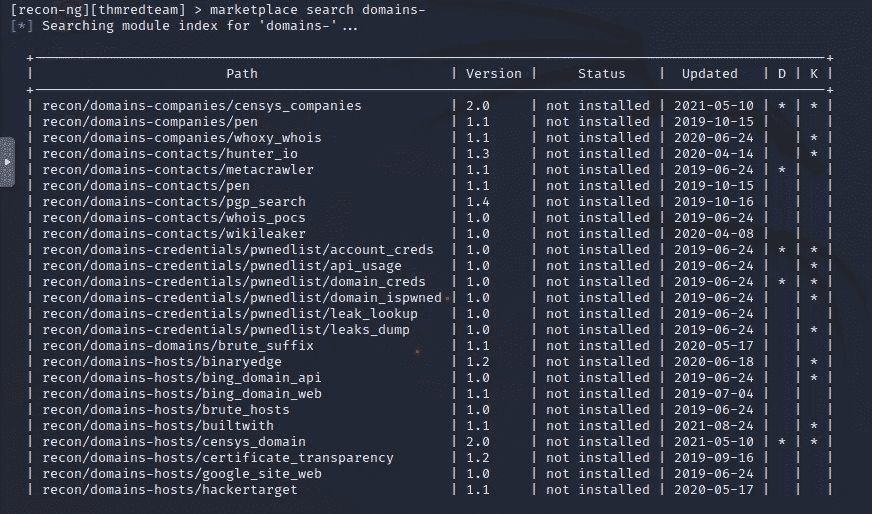 [recon-ng][thmredteam] > marketplace search domains-
[*] Searching module index for 'domains-'...
| Path | Version | Status | Updated | D | K |
| recon/domains-companies/censys_companies | 2.0 | not installed | 2021-05-10 | * | * |
| recon/domains-companies/pen | 1.1 | not installed | 2019-10-15 | | |
| recon/domains-companies/whoxy_whois | 1.1 | not installed | 2020-06-24 | | * |
| recon/domains-contacts/hunter_io | 1.3 | not installed | 2020-04-14 | | * |
| recon/domains-contacts/metacrawler | 1.1 | not installed | 2019-06-24 | * | |
| recon/domains-contacts/pen | 1.1 | not installed | 2019-10-15 | | |
| recon/domains-contacts/pgp_search | 1.4 | not installed | 2019-10-16 | | |
| recon/domains-contacts/whois_pocs | 1.0 | not installed | 2019-06-24 | | |
| recon/domains-contacts/wikileaker | 1.0 | not installed | 2020-04-08 | | |
| recon/domains-credentials/pwnedlist/account_creds | 1.0 | not installed | 2019-06-24 | * | * |
| recon/domains-credentials/pwnedlist/api_usage | 1.0 | not installed | 2019-06-24 | | * |
| recon/domains-credentials/pwnedlist/domain_creds | 1.0 | not installed | 2019-06-24 | * | * |
| recon/domains-credentials/pwnedlist/domain_ispwned | 1.0 | not installed | 2019-06-24 | | * |
| recon/domains-credentials/pwnedlist/leak_lookup | 1.0 | not installed | 2019-06-24 | | |
| recon/domains-credentials/pwnedlist/leaks_dump | 1.0 | not installed | 2019-06-24 | | * |
| recon/domains-domains/brute_suffix | 1.1 | not installed | 2020-05-17 | | |
| recon/domains-hosts/binaryedge | 1.2 | not installed | 2020-06-18 | | * |
| recon/domains-hosts/bing_domain_api | 1.0 | not installed | 2019-06-24 | | * |
| recon/domains-hosts/bing_domain_web | 1.1 | not installed | 2019-07-04 | | |
| recon/domains-hosts/brute_hosts | 1.0 | not installed | 2019-06-24 | | |
| recon/domains-hosts/builtwith | 1.1 | not installed | 2021-08-24 | | * |
| recon/domains-hosts/censys_domain | 2.0 | not installed | 2021-05-10 | * | * |
| recon/domains-hosts/certificate_transparency | 1.2 | not installed | 2019-09-16 | | |
| recon/domains-hosts/google_site_web | 1.0 | not installed | 2019-06-24 | | |
| recon/domains-hosts/hackertarget | 1.1 | not installed | 2020-05-17 | | |